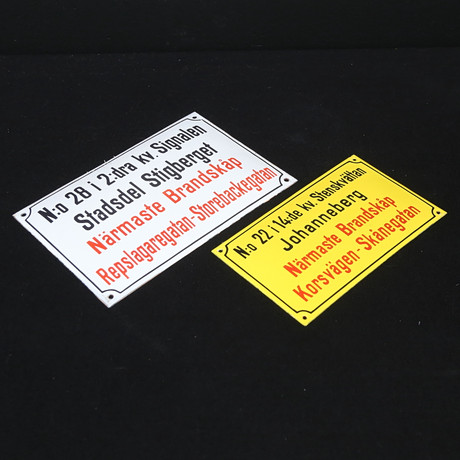 N:o 28 i 2:dra kv. Signalen
Stadsdel Stigberget
Närmaste Brandskåp
Repslagaregatan-Storebackegatan
N:o 22 i 14:de kv. Stenskvättan
Johanneberg
Närmaste Brandskåp
Korsvägen-Skånegatan